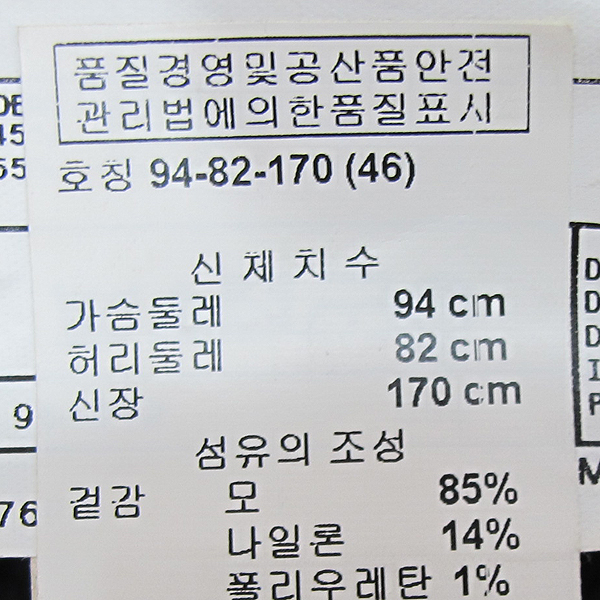 품질경영및공산품안전
관리법에의한품질표시
호칭 94-82-170 (46)
신체치수
가슴둘레 94 cm
허리둘레 82 cm
신장 170 cm
섬유의 조성
겉감 모 85%
나일론 14%
폴리우레탄 1%